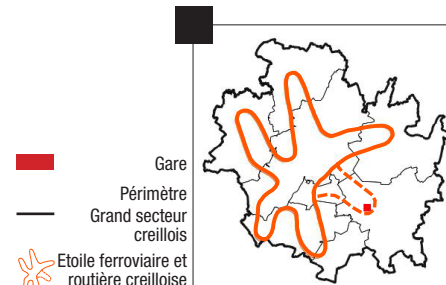 Gare
Périmètre
Grand secteur
creillois
Etoile ferroviaire et
routière creilloise